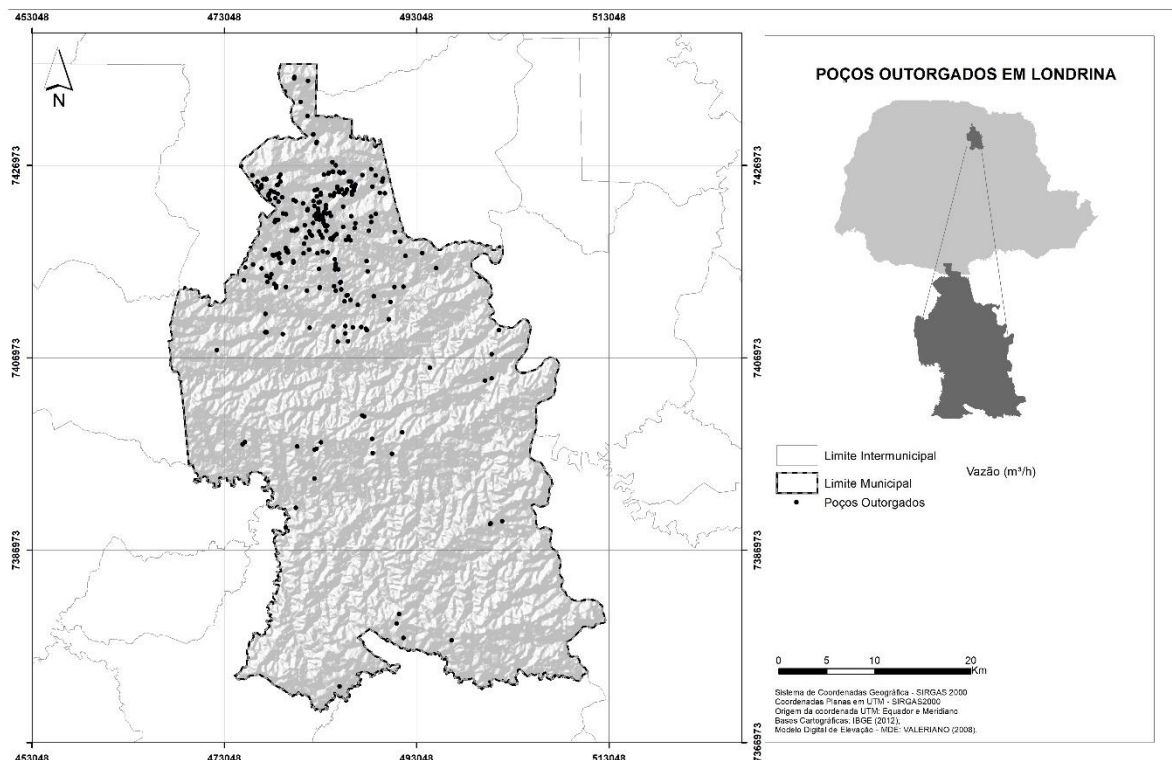 453048 473048 493048 513048
N
7426973 7426973
7406973 7406973
7386973 7386973
7366973
453048 473048 493048 513048
POÇOS OUTORGADOS EM LONDRINA
Limite Intermunicipal
Vazão (m³/h)
Limite Municipal
Poços Outorgados
0 5 10 20
Km
Sistema de Coordenadas Geográfica - SIRGAS 2000
Coordenadas Planas em UTM - SIRGAS2000
Origem da coordenada UTM: Equador e Meridiano
Bases Cartográficas: IBGE (2012);
Modelo Digital de Elevação - MDE: VALERIANO (2008).